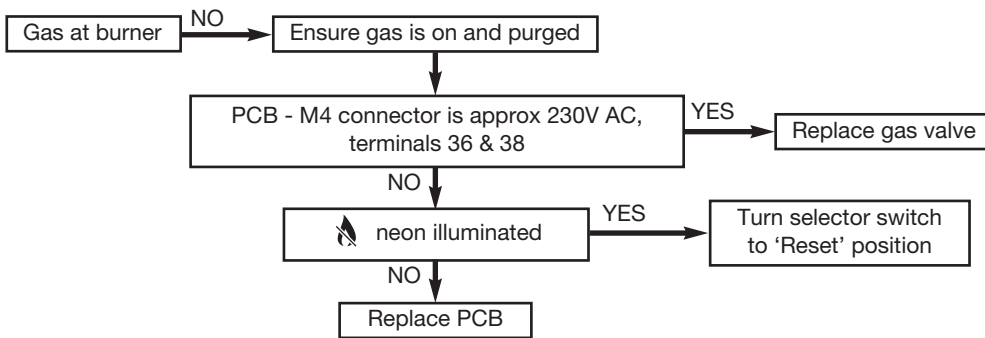 Gas at burner
NO
Ensure gas is on and purged
PCB - M4 connector is approx 230V AC,
terminals 36 & 38
YES
Replace gas valve
NO
neon illuminated
YES
Turn selector switch
to ‘Reset’ position
NO
Replace PCB